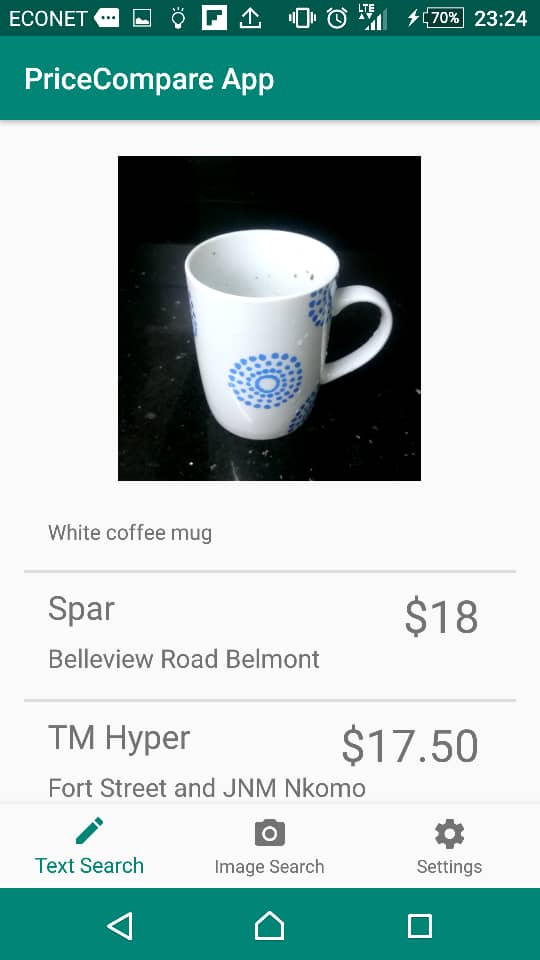 ECONET LTE 70% 23:24
PriceCompare App
White coffee mug
Spar $18
Belleview Road Belmont
TM Hyper $17.50
Fort Street and JNM Nkomo
Text Search Image Search Settings